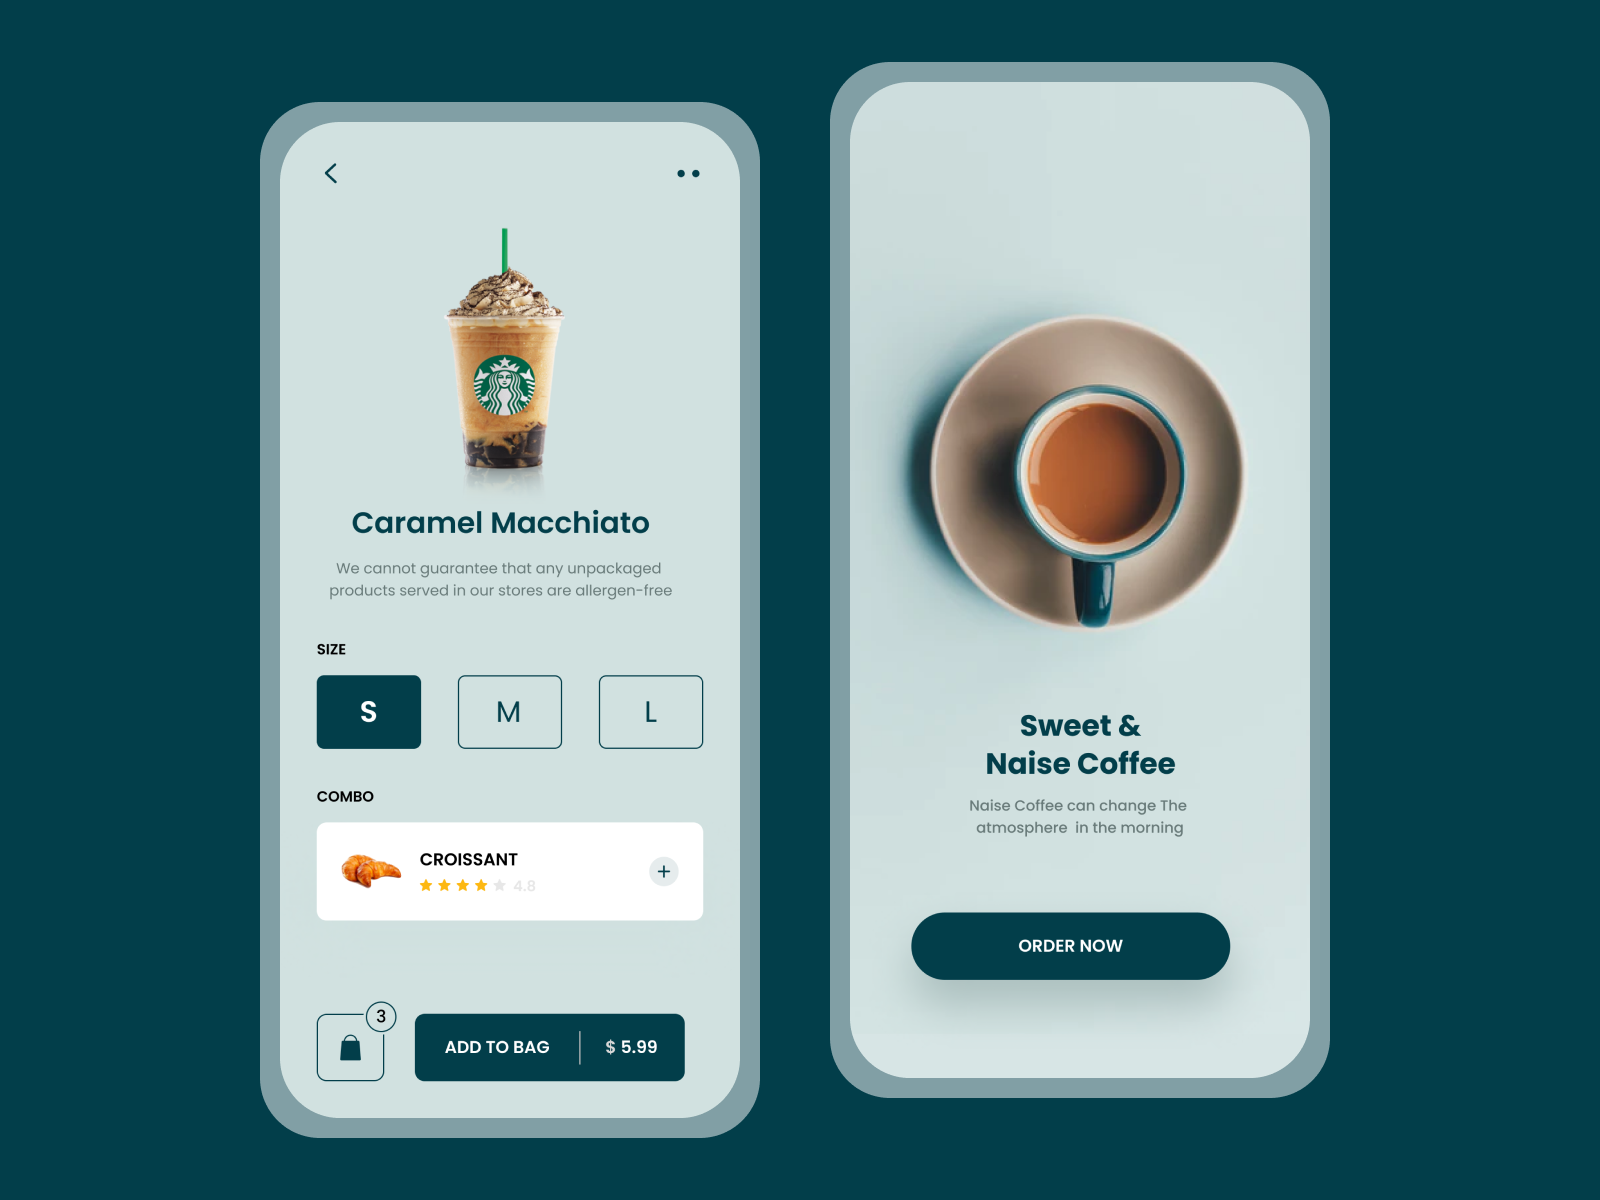 Caramel Macchiato
We cannot guarantee that any unpackaged
products served in our stores are allergen-free
SIZE
S M L
COMBO
CROISSANT
4.8
3
ADD TO BAG $ 5.99
Sweet &
Naise Coffee
Naise Coffee can change The
atmosphere  in the morning
ORDER NOW